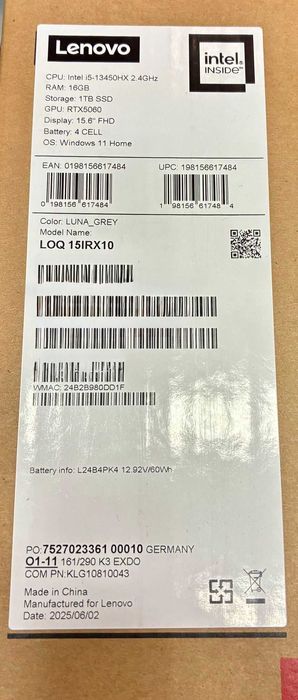 Lenovo
intel
INSIDE™
CPU: Intel i5-13450HX 2.4GHz
RAM: 16GB
Storage: 1TB SSD
GPU: RTX5060
Display: 15.6" FHD
Battery: 4 CELL
OS: Windows 11 Home
EAN: 0198156617484
UPC: 198156617484
0 198156 617484
1 98156 61748 4
Color: LUNA_GREY
Model Name:
LOQ 15IRX10
WMAC: 24B2B980DD1F
Battery info: L24B4PK4 12.92V/60Wh
PO:7527023361 00010 GERMANY
O1-11 161/290 K3 EXDO
COM PN:KLG10810043
Made in China
Manufactured for Lenovo
Date: 2025/06/02